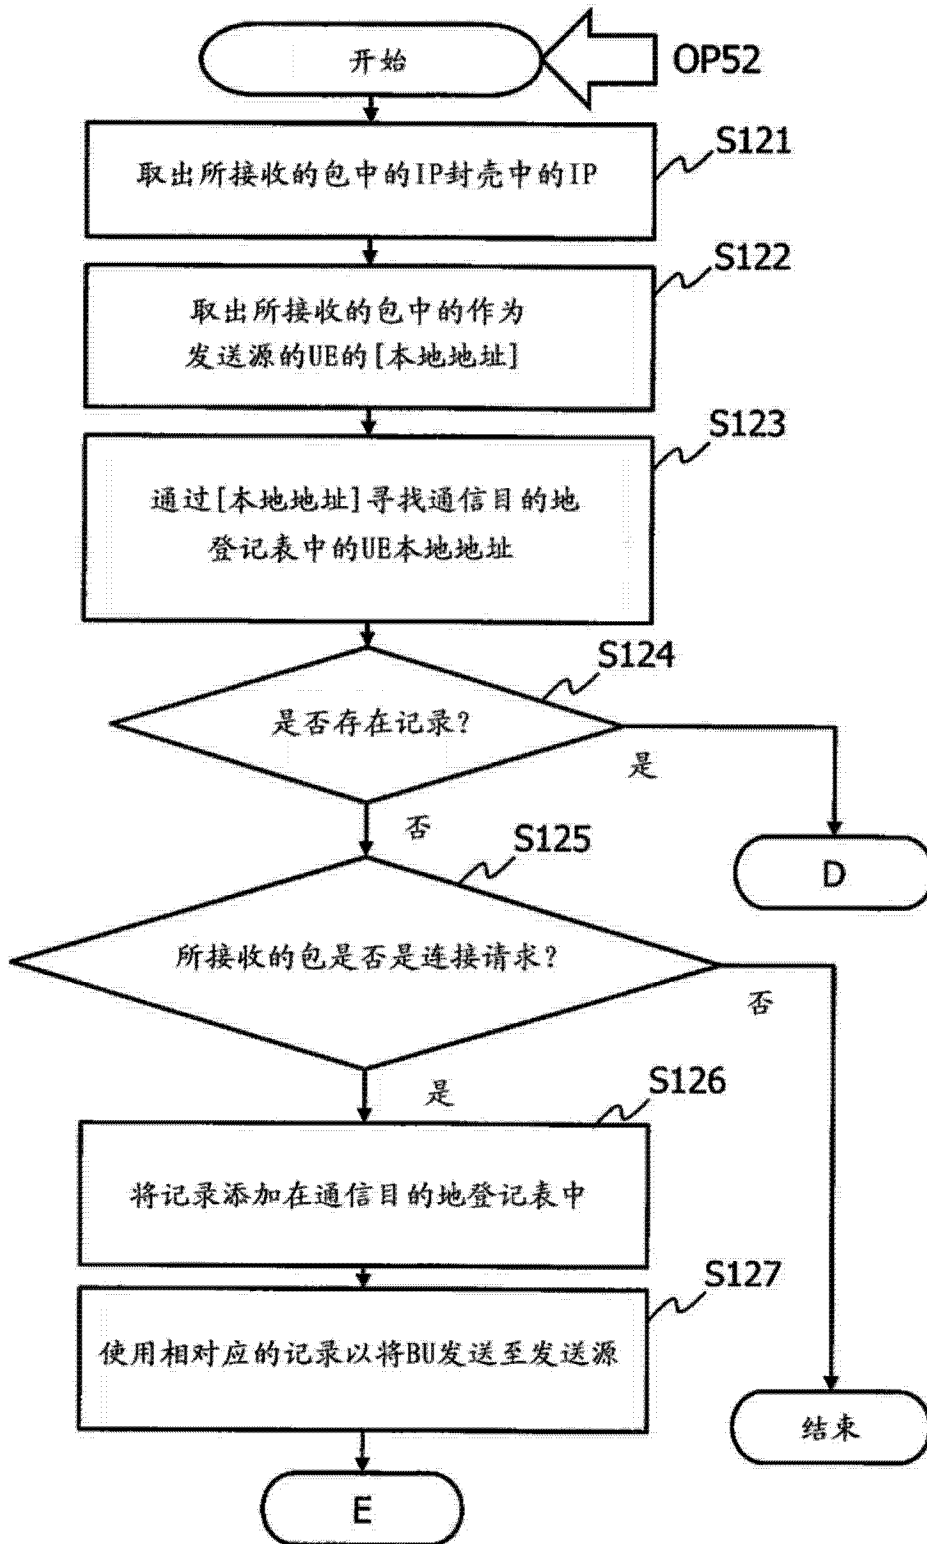 开始
OP52
S121
取出所接收的包中的IP封壳中的IP
S122
取出所接收的包中的作为
发送源的UE的[本地地址]
S123
通过[本地地址]寻找通信目的地
登记表中的UE本地地址
S124
是否存在记录?
是
否
D
S125
所接收的包是否是连接请求?
否
是
S126
将记录添加在通信目的地登记表中
S127
使用相对应的记录以将BU发送至发送源
结束
E